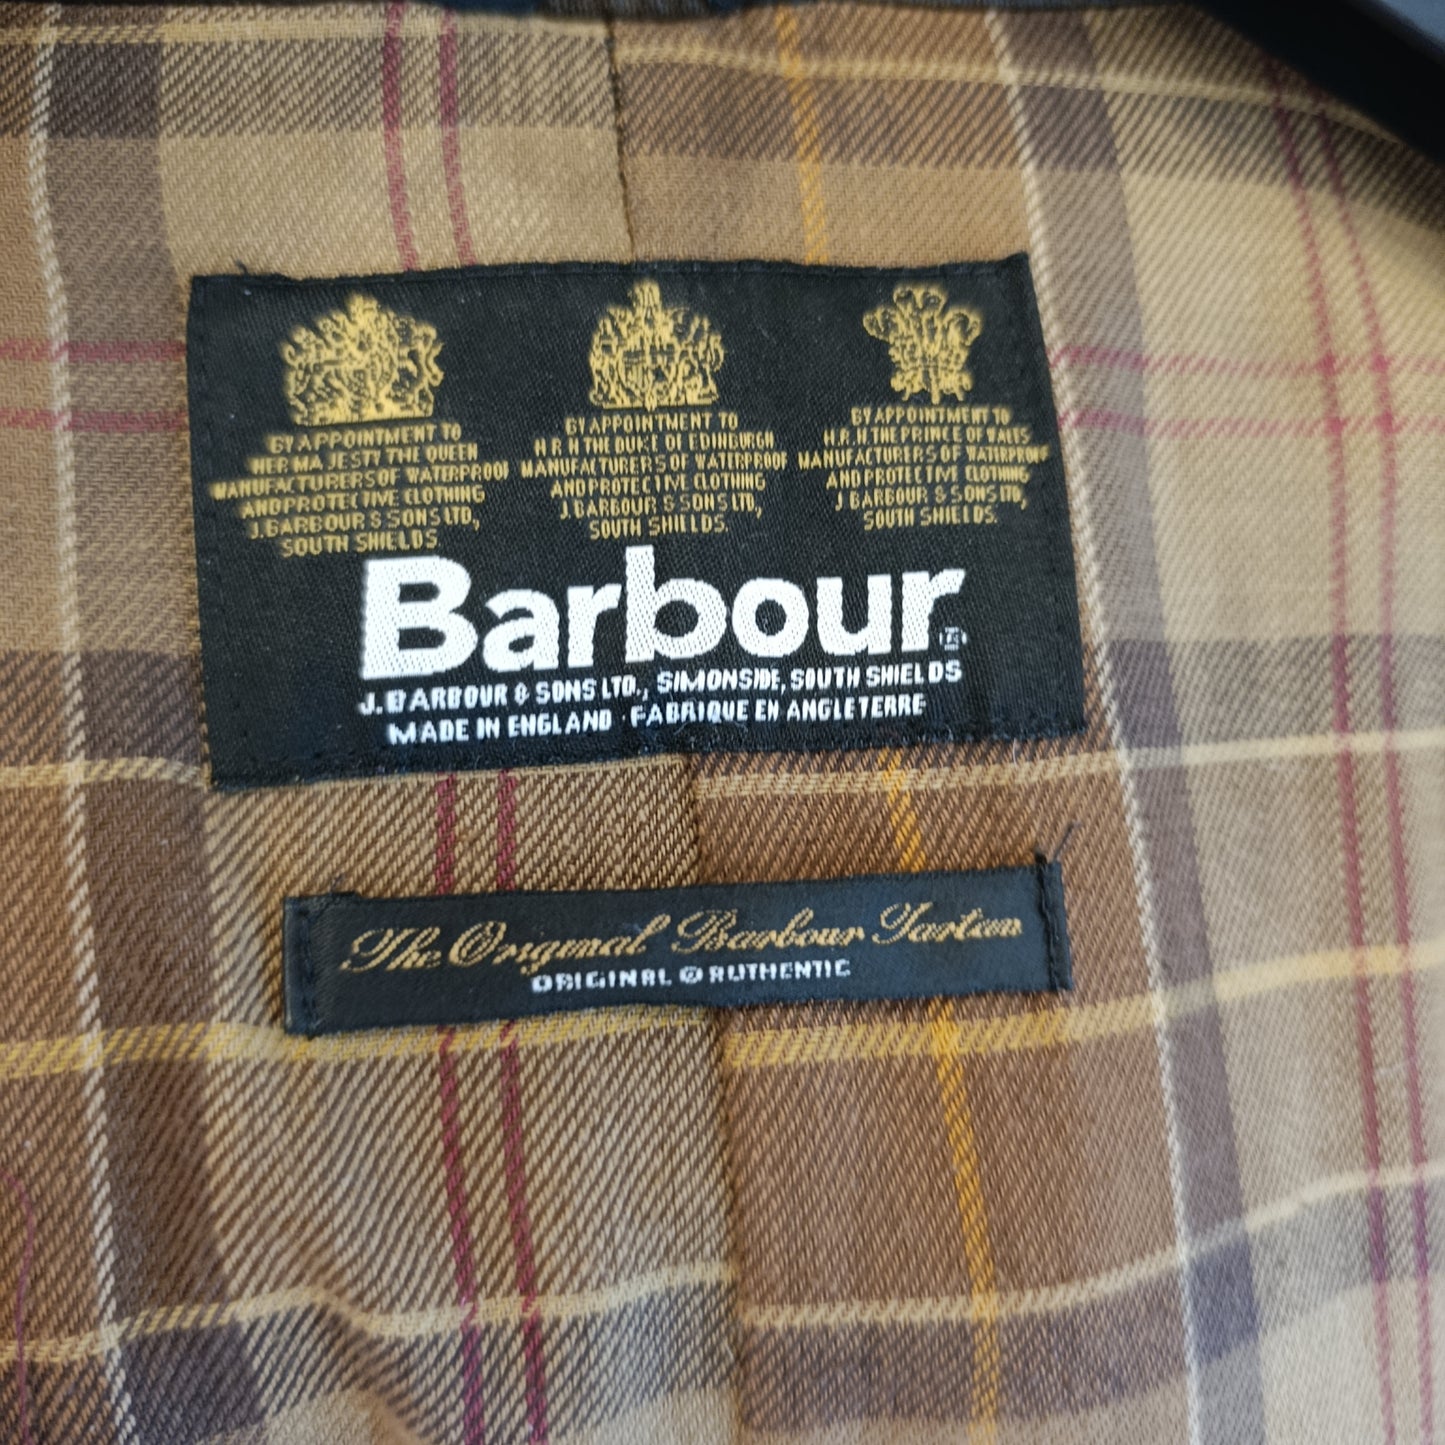 BY APPOINTMENT TO
HER MAJESTY THE QUEEN
MANUFACTURERS OF WATERPROOF
AND PROTECTIVE CLOTHING
J. BARBOUR & SONS LTD,
SOUTH SHIELDS.
BY APPOINTMENT TO
H R H THE DUKE OF EDINBURGH
MANUFACTURERS OF WATERPROOF
AND PROTECTIVE CLOTHING
J. BARBOUR & SONS LTD,
SOUTH SHIELDS.
BY APPOINTMENT TO
H.R.H THE PRINCE OF WALES
MANUFACTURERS OF WATERPROOF
AND PROTECTIVE CLOTHING
J. BARBOUR & SONS LTD,
SOUTH SHIELDS.
Barbour
J. BARBOUR & SONS LTD., SIMONSIDE, SOUTH SHIELDS
MADE IN ENGLAND · FABRIQUE EN ANGLETERRE
The Original Barbour Tartan
ORIGINAL @ AUTHENTIC